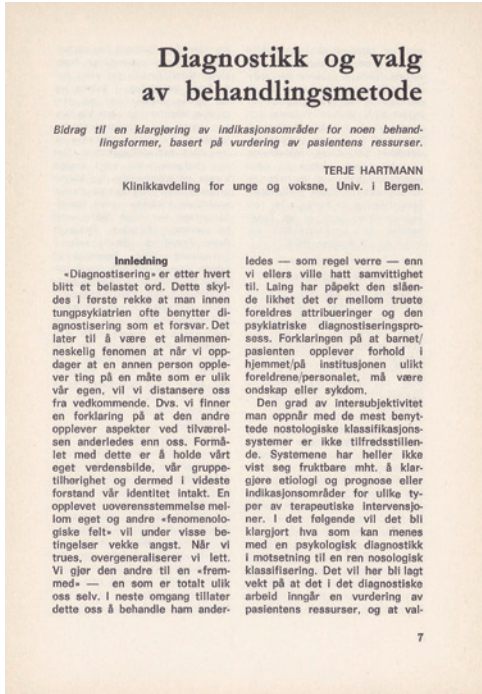 Diagnostikk og valg
av behandlingsmetode
Bidrag til en klargjøring av indikasjonsområder for noen behand-
lingsformer, basert på vurdering av pasientens ressurser.
TERJE HARTMANN
Klinikkavdeling for unge og voksne, Univ. i Bergen.
Innledning
«Diagnostisering» er etter hvert
blitt et belastet ord. Dette skyl-
des i første rekke at man innen
tungpsykiatrien ofte benytter di-
agnostisering som et forsvar. Det
later til å være et almenmen-
neskelig fenomen at når vi opp-
dager at en annen person opple-
ver ting på en måte som er ulik
vår egen, vil vi distansere oss
fra vedkommende. Dvs. vi finner
en forklaring på at den andre
opplever aspekter ved tilværel-
sen anderledes enn oss. Formå-
let med dette er å holde vårt
eget verdensbilde, vår gruppe-
tilhørighet og dermed i videste
forstand vår identitet intakt. En
opplevet uoverensstemmelse mel-
lom eget og andre «fenomenolo-
giske felt» vil under visse be-
tingelser vekke angst. Når vi
trues, overgeneraliserer vi lett.
Vi gjør den andre til en «frem-
med» — en som er totalt ulik
oss selv. I neste omgang tillater
dette oss å behandle ham ander-
ledes — som regel verre — enn
vi ellers ville hatt samvittighet
til. Laing har påpekt den slåen-
de likhet det er mellom truete
foreldres attribueringer og den
psykiatriske diagnostiseringspro-
sess. Forklaringen på at barnet/
pasienten opplever forhold i
hjemmet/på institusjonen ulikt
foreldrene/personalet, må være
ondskap eller sykdom.
Den grad av intersubjektivitet
man oppnår med de mest benyt-
tede nostologiske klassifikasjons-
systemer er ikke tilfredsstillen-
de. Systemene har heller ikke
vist seg fruktbare mht. å klar-
gjøre etiologi og prognose eller
indikasjonsområder for ulike ty-
per av terapeutiske intervensjo-
ner. I det følgende vil det bli
klargjort hva som kan menes
med en psykologisk diagnostikk
i motsetning til en ren nosologisk
klassifisering. Det vil her bli lagt
vekt på at det i det diagnostiske
arbeid inngår en vurdering av
pasientens ressurser, og at val-
7